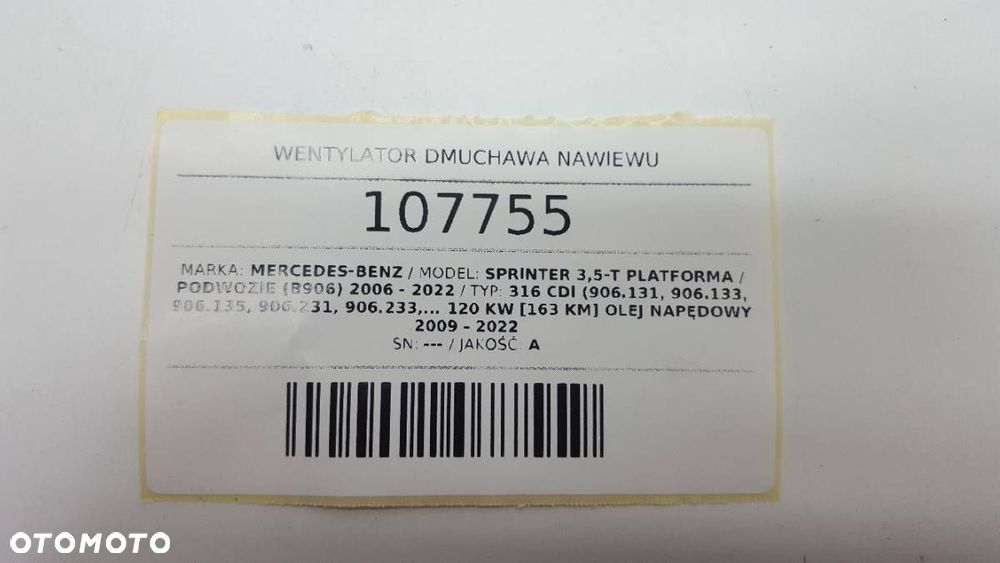 WENTYLATOR DMUCHAWA NAWIEWU
107755
MARKA: MERCEDES-BENZ / MODEL: SPRINTER 3,5-T PLATFORMA /
PODWOZIE (B906) 2006 - 2022 / TYP: 316 CDI (906.131, 906.133,
906.135, 906.231, 906.233,... 120 KW [163 KM] OLEJ NAPĘDOWY
2009 - 2022
SN: --- / JAKOŚĆ: A
OTOMOTO